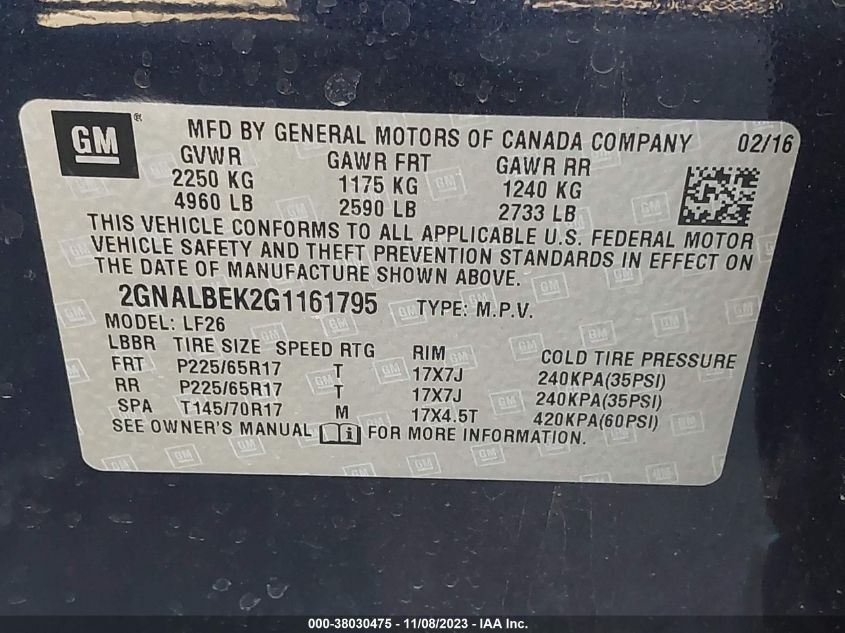 GM ® MFD BY GENERAL MOTORS OF CANADA COMPANY 02/16
GVWR GAWR FRT GAWR RR
2250 KG 1175 KG 1240 KG
4960 LB 2590 LB 2733 LB
THIS VEHICLE CONFORMS TO ALL APPLICABLE U.S. FEDERAL MOTOR
VEHICLE SAFETY AND THEFT PREVENTION STANDARDS IN EFFECT ON
THE DATE OF MANUFACTURE SHOWN ABOVE.
2GNALBEK2G1161795 TYPE: M.P.V.
MODEL: LF26
LBBR TIRE SIZE SPEED RTG RIM COLD TIRE PRESSURE
FRT P225/65R17 T 17X7J 240KPA(35PSI)
RR P225/65R17 T 17X7J 240KPA(35PSI)
SPA T145/70R17 M 17X4.5T 420KPA(60PSI)
SEE OWNER'S MANUAL FOR MORE INFORMATION.
000-38030475 - 11/08/2023 - IAA Inc.